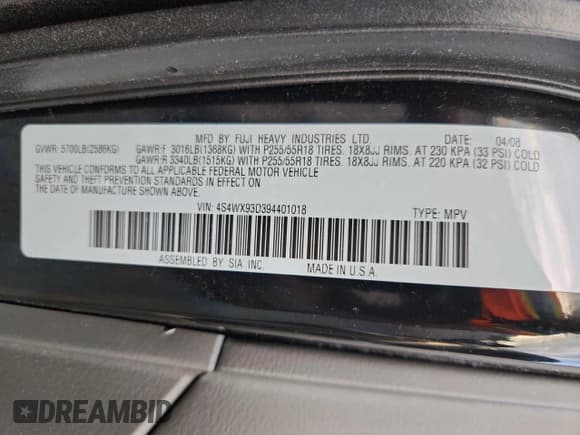 MFD BY FUJI HEAVY INDUSTRIES LTD. DATE: 04/08
GVWR: 5700LB(2586KG) GAWR:F 3016LB(1368KG) WITH P255/55R18 TIRES. 18X8JJ RIMS. AT 230 KPA (33 PSI) COLD
GAWR:R 3340LB(1515KG) WITH P255/55R18 TIRES. 18X8JJ RIMS. AT 220 KPA (32 PSI) COLD
THIS VEHICLE CONFORMS TO ALL APPLICABLE FEDERAL MOTOR VEHICLE
SAFETY AND THEFT PREVENTION STANDARDS IN EFFECT ON THE DATE
OF MANUFACTURE SHOWN ABOVE.
VIN: 4S4WX93D394401018 TYPE: MPV
ASSEMBLED BY SIA INC. MADE IN U.S.A.
DREAMBID